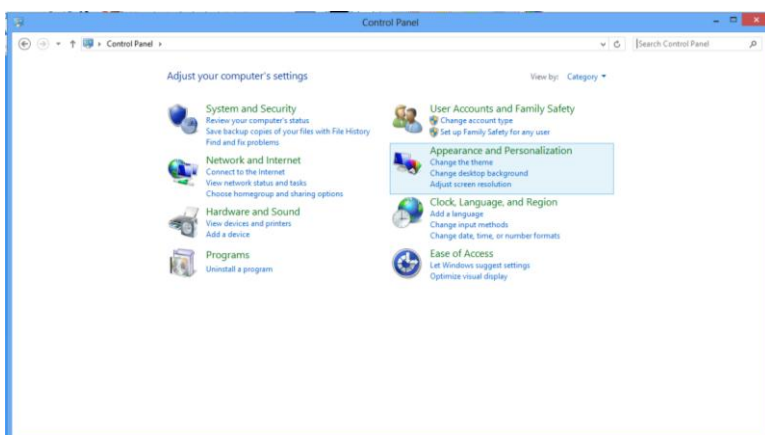 Control Panel
Control Panel
Search Control Panel
Adjust your computer's settings
View by: Category
System and Security
Review your computer's status
Save backup copies of your files with File History
Find and fix problems
Network and Internet
Connect to the Internet
View network status and tasks
Choose homegroup and sharing options
Hardware and Sound
View devices and printers
Add a device
Programs
Uninstall a program
User Accounts and Family Safety
Change account type
Set up Family Safety for any user
Appearance and Personalization
Change the theme
Change desktop background
Adjust screen resolution
Clock, Language, and Region
Add a language
Change input methods
Change date, time, or number formats
Ease of Access
Let Windows suggest settings
Optimize visual display